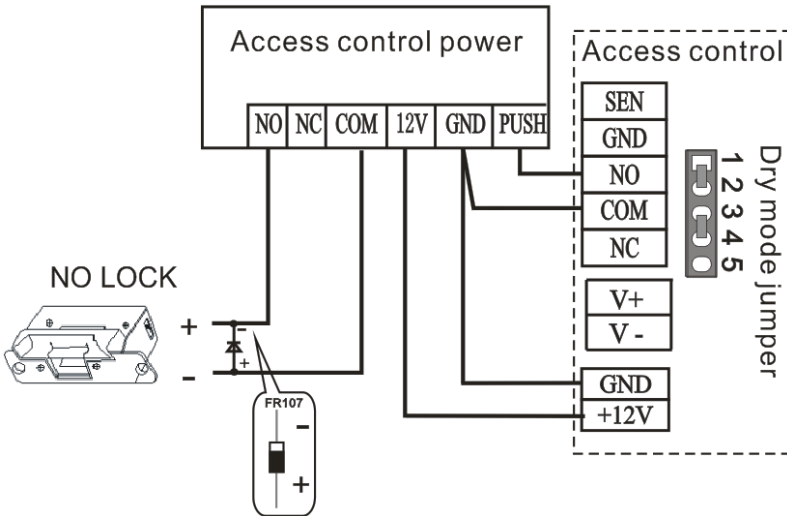 Access control power
NO NC COM 12V GND PUSH
Access control
SEN
GND
NO
COM
NC
V+
V -
GND
+12V
1 2 3 4 5
Dry mode jumper
NO LOCK
+
-
-
+
FR107
-
+